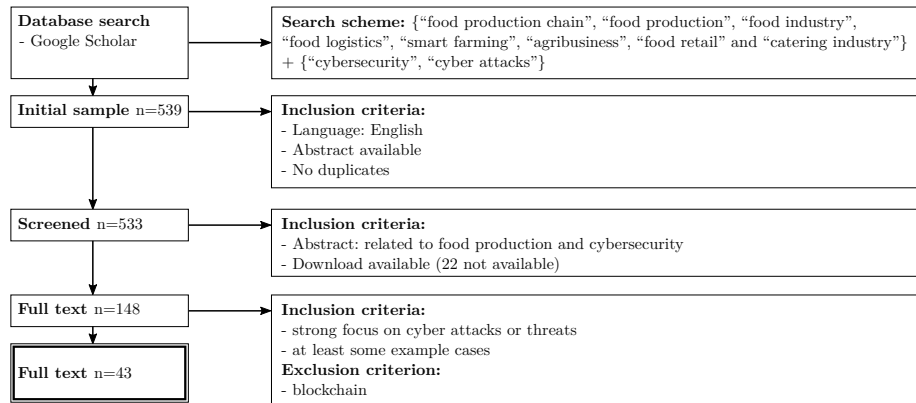 Database search
- Google Scholar
Search scheme: {“food production chain”, “food production”, “food industry”,
“food logistics”, “smart farming”, “agribusiness”, “food retail” and “catering industry”}
+ {“cybersecurity”, “cyber attacks”}
Initial sample n=539
Inclusion criteria:
- Language: English
- Abstract available
- No duplicates
Screened n=533
Inclusion criteria:
- Abstract: related to food production and cybersecurity
- Download available (22 not available)
Full text n=148
Inclusion criteria:
- strong focus on cyber attacks or threats
- at least some example cases
Exclusion criterion:
- blockchain
Full text n=43